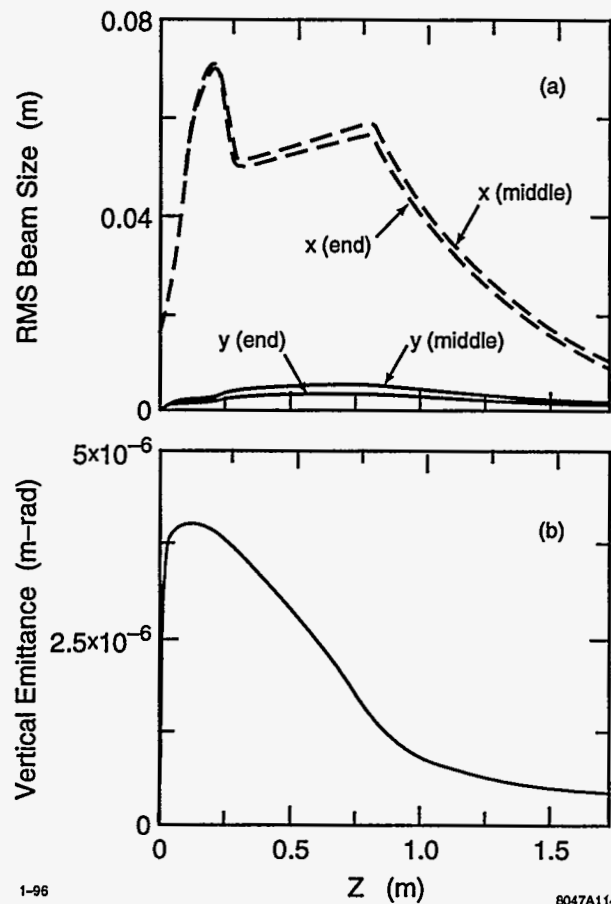 0.08
(a)
RMS Beam Size (m)
0.04
x (middle)
x (end)
y (end)
y (middle)
0
5×10⁻⁶
(b)
Vertical Emittance (m–rad)
2.5×10⁻⁶
0
0 0.5 1.0 1.5
Z (m)
1–96
8047A11